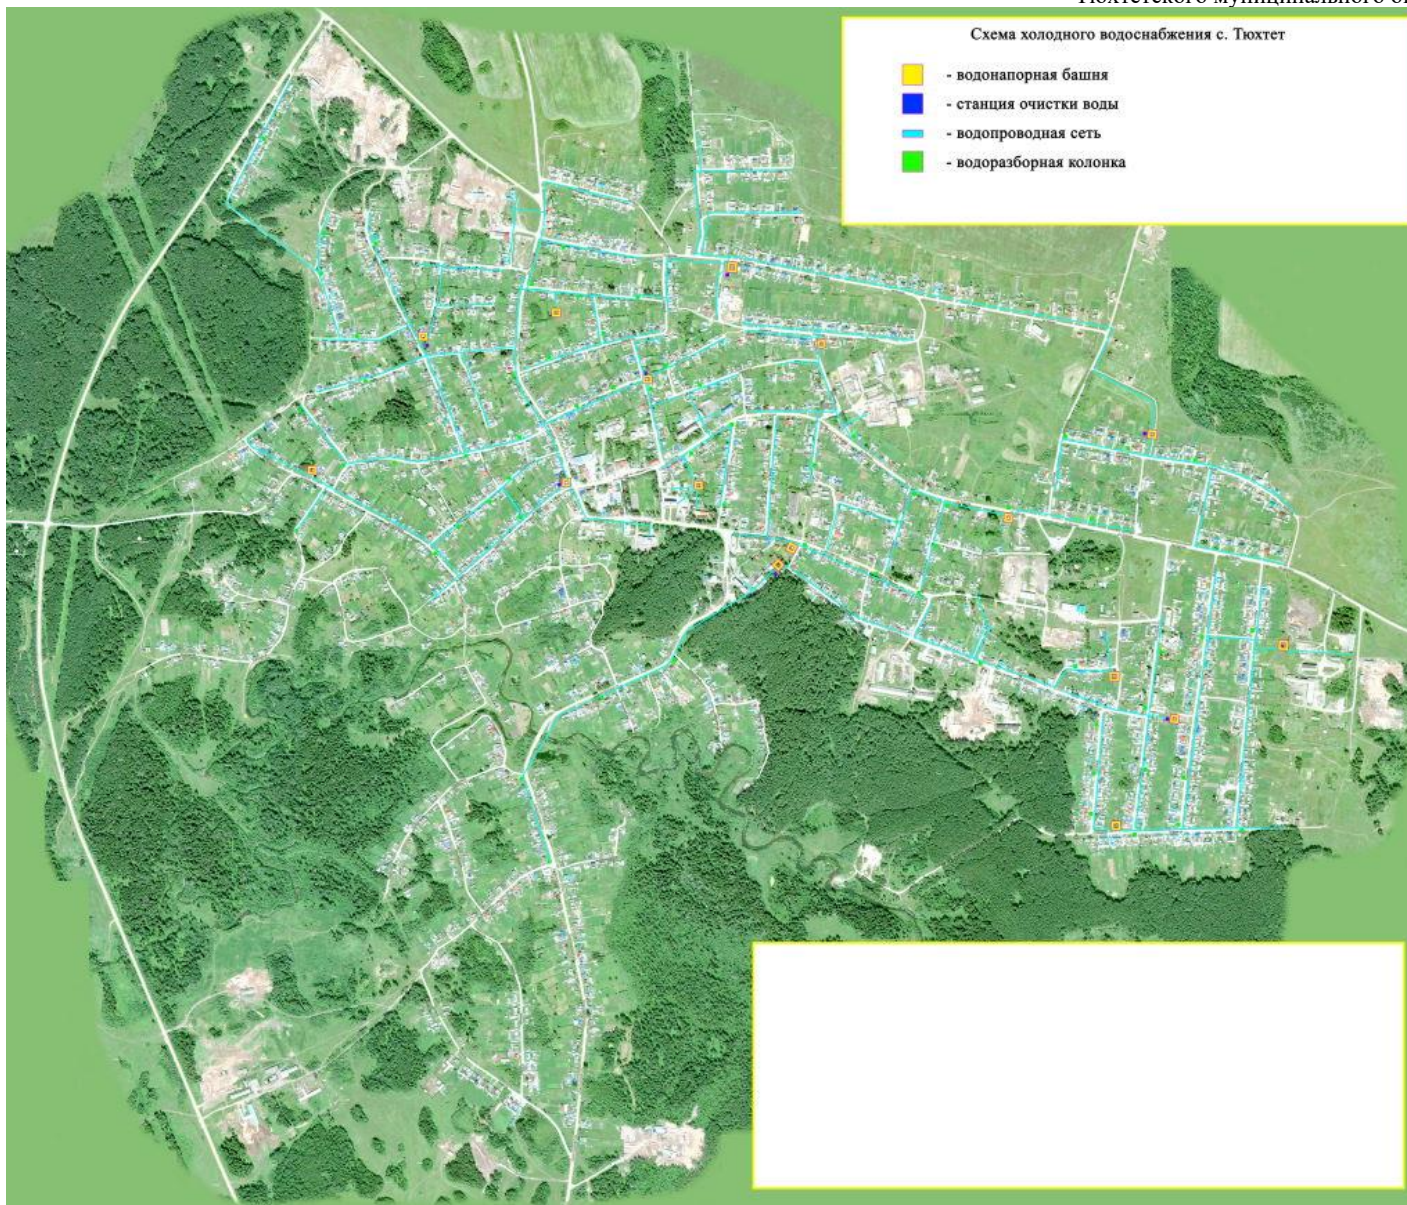 Схема холодного водоснабжения с. Тюхтет
- водонапорная башня
- станция очистки воды
- водопроводная сеть
- водоразборная колонка